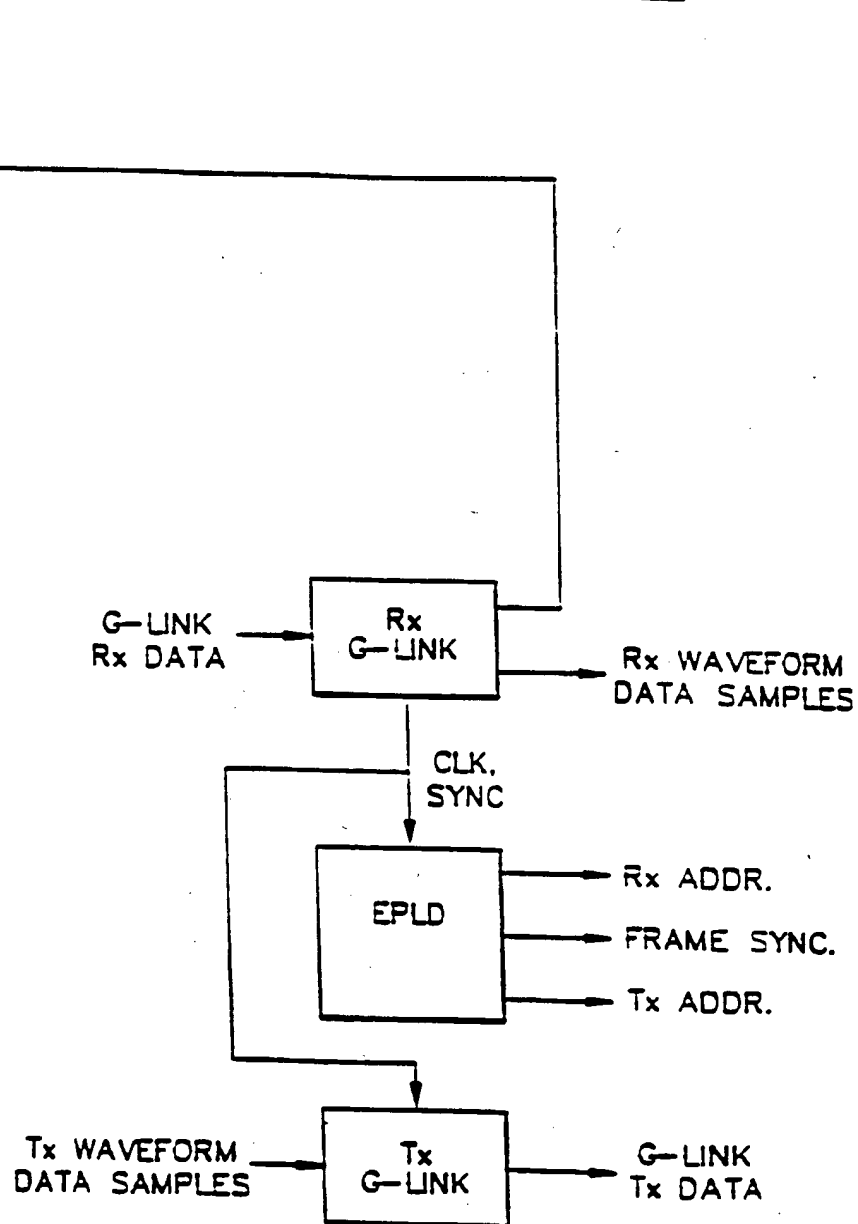 G-LINK
Rx DATA
Rx
G-LINK
Rx WAVEFORM
DATA SAMPLES
CLK.
SYNC
EPLD
Rx ADDR.
FRAME SYNC.
Tx ADDR.
Tx WAVEFORM
DATA SAMPLES
Tx
G-LINK
G-LINK
Tx DATA